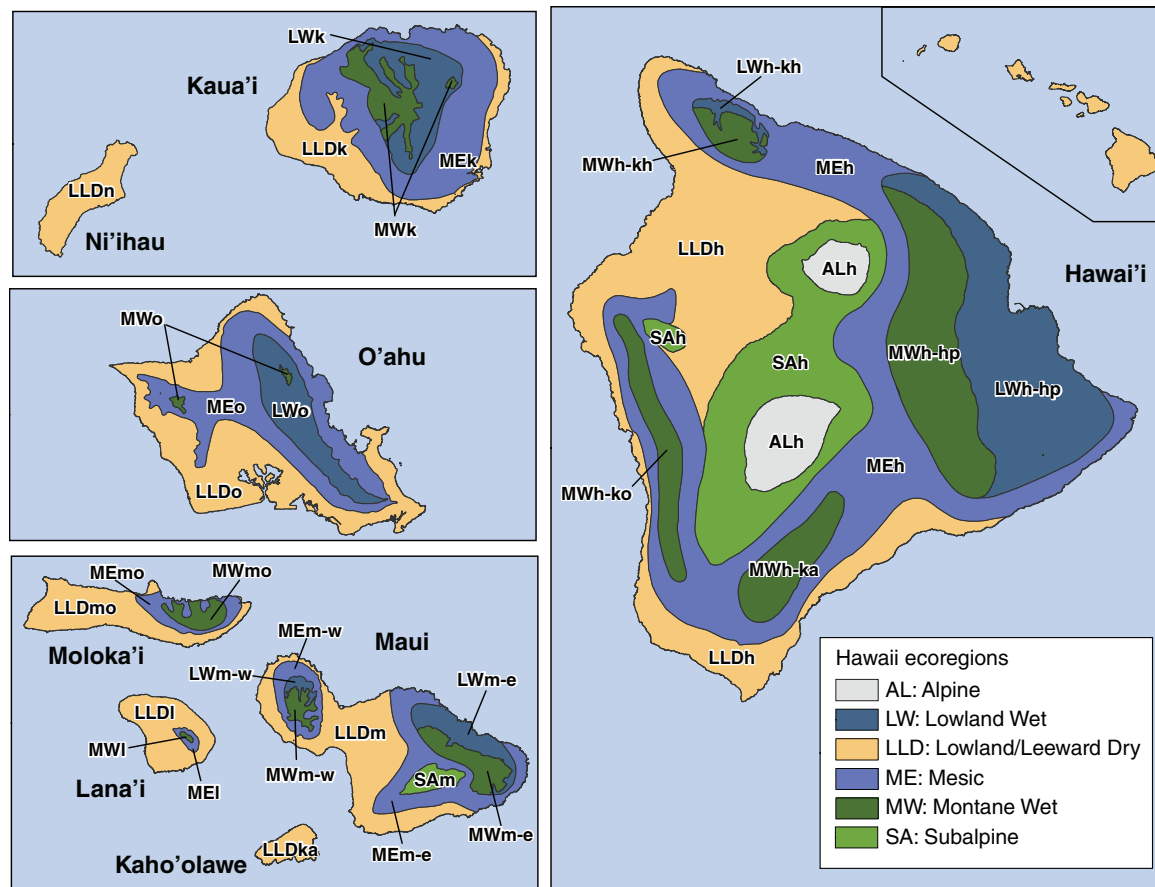 LWk
Kaua'i
LLDk
MEk
LLDn
MWk
Ni'ihau
MWo
O'ahu
MEo
LWo
LLDo
MEmo
MWmo
LLDmo
Moloka'i
MEm-w
Maui
LWm-w
LWm-e
LLDl
LLDm
MWl
MWm-w
SAm
Lana'i
MEl
MWm-e
LLDka
MEm-e
Kaho'olawe
LWh-kh
MWh-kh
MEh
LLDh
ALh
Hawai'i
SAh
SAh
MWh-hp
LWh-hp
ALh
MEh
MWh-ko
MWh-ka
LLDh
Hawaii ecoregions
AL: Alpine
LW: Lowland Wet
LLD: Lowland/Leeward Dry
ME: Mesic
MW: Montane Wet
SA: Subalpine